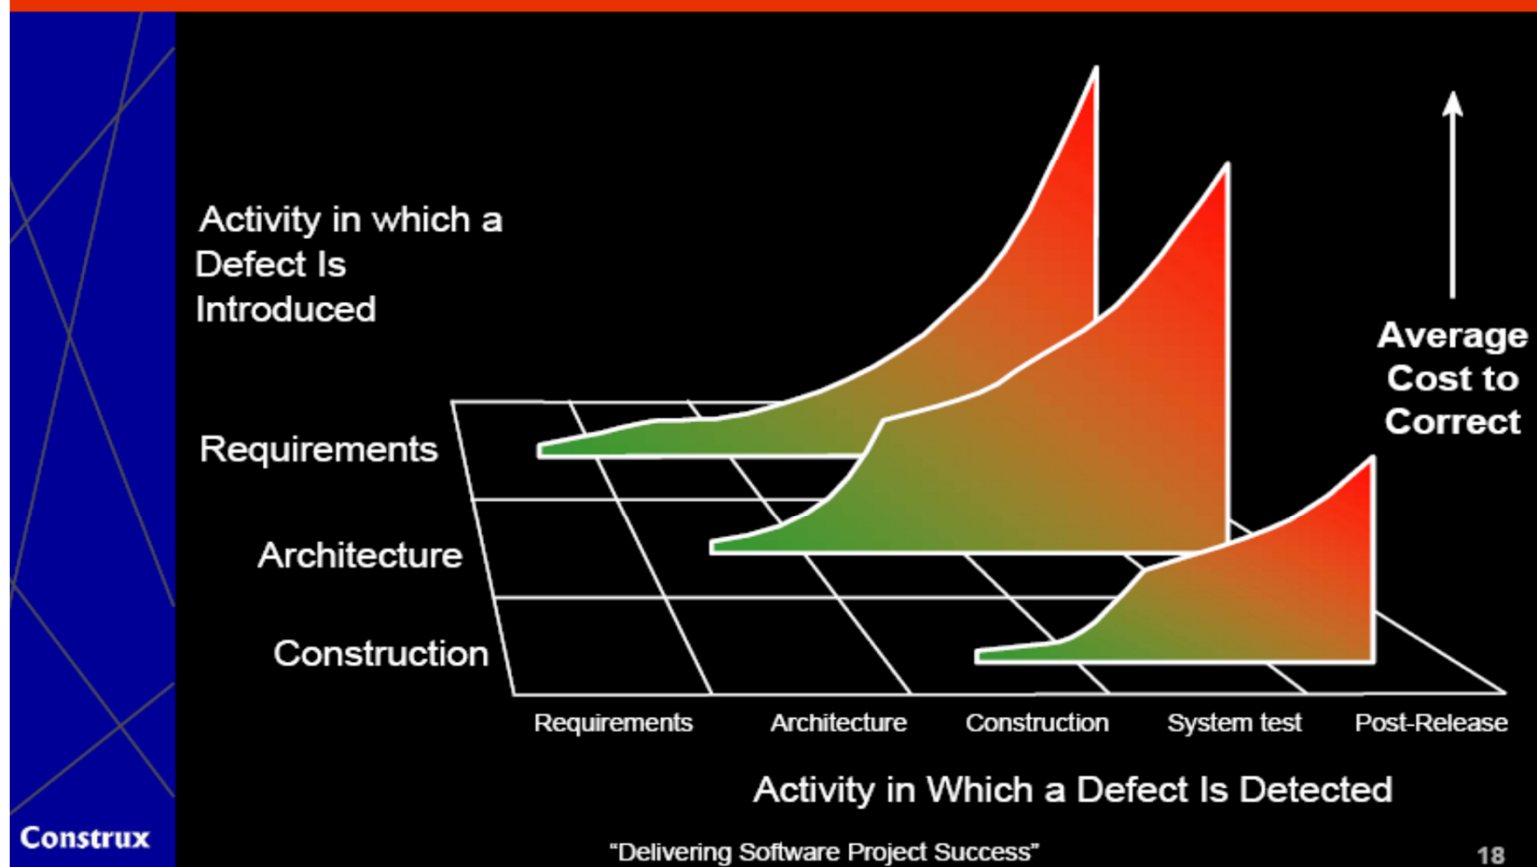 Activity in which a
Defect Is
Introduced
Average
Cost to
Correct
Requirements
Architecture
Construction
Requirements Architecture Construction System test Post-Release
Activity in Which a Defect Is Detected
Construx
“Delivering Software Project Success”
18